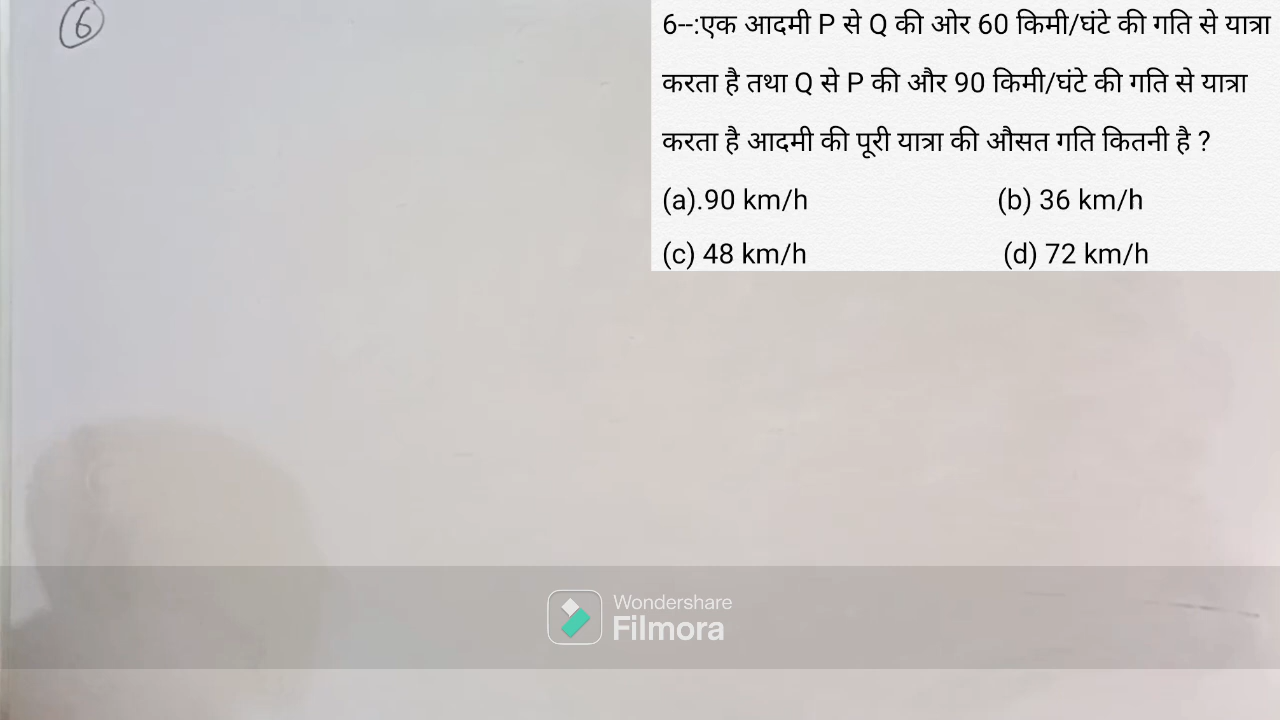 6
6--:एक आदमी P से Q की ओर 60 किमी/घंटे की गति से यात्रा
करता है तथा Q से P की और 90 किमी/घंटे की गति से यात्रा
करता है आदमी की पूरी यात्रा की औसत गति कितनी है ?
(a).90 km/h (b) 36 km/h
(c) 48 km/h (d) 72 km/h
Wondershare
Filmora